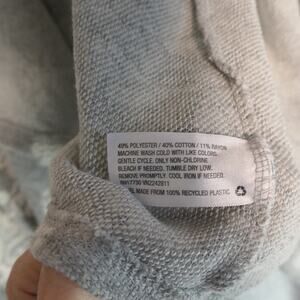 49% POLYESTER / 40% COTTON / 11% RAYON
MACHINE WASH COLD WITH LIKE COLORS.
GENTLE CYCLE. ONLY NON-CHLORINE
BLEACH IF NEEDED. TUMBLE DRY LOW.
REMOVE PROMPTLY. COOL IRON IF NEEDED.
VN2242811
MADE FROM 100% RECYCLED PLASTIC.